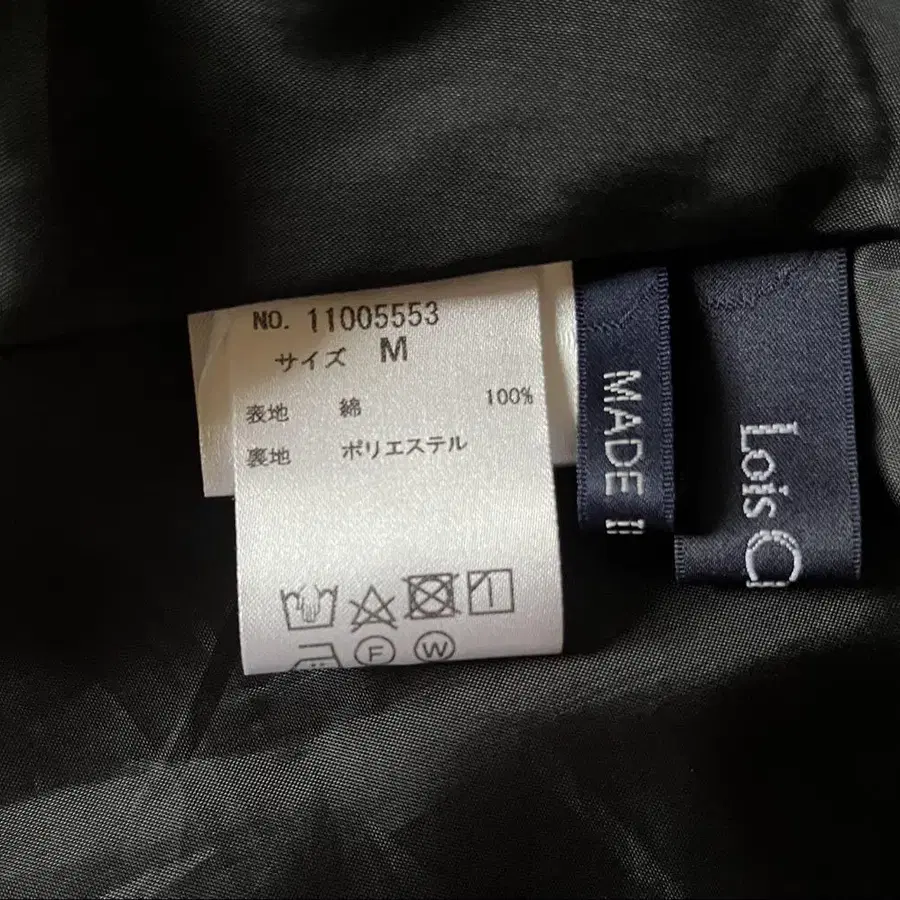 NO. 11005553
サイズ M
表地 綿 100%
裏地 ポリエステル
F W
MADE
Lois